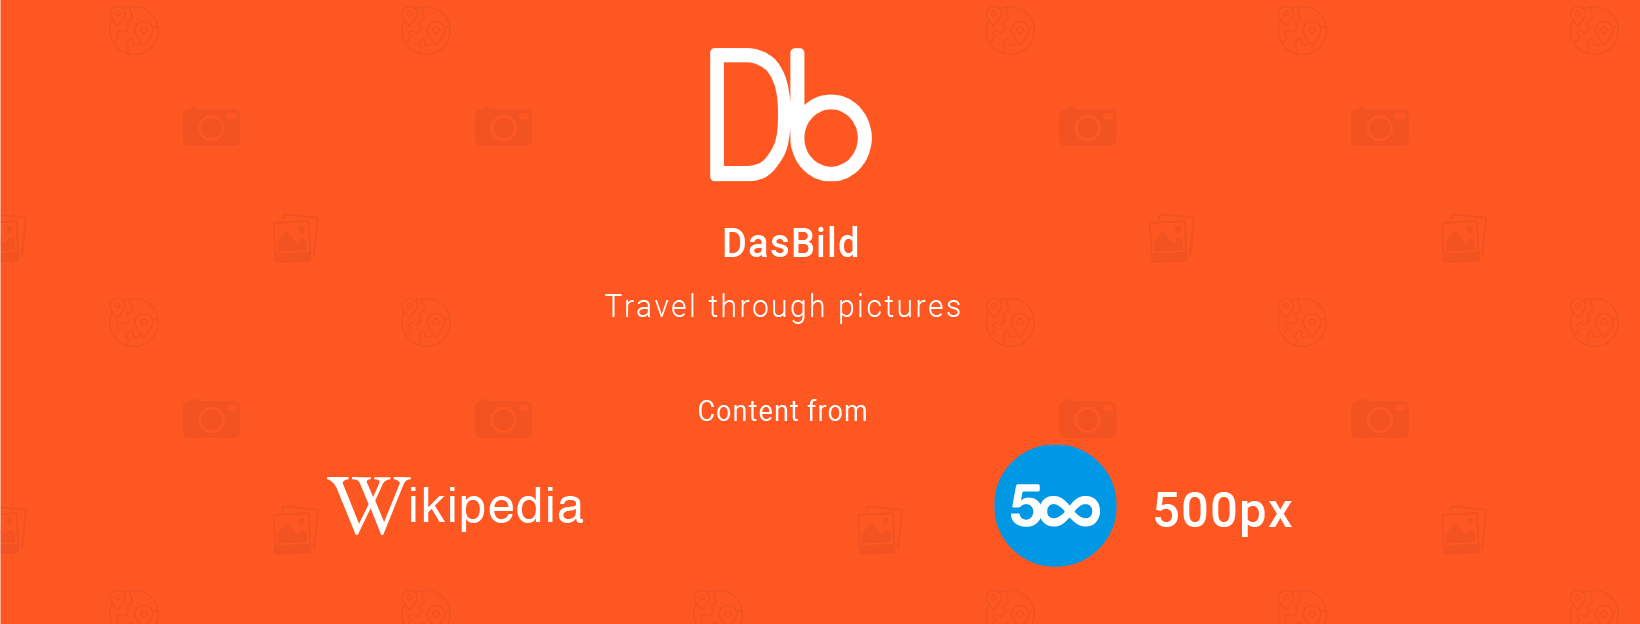 Db
DasBild
Travel through pictures
Content from
Wikipedia
500 500px